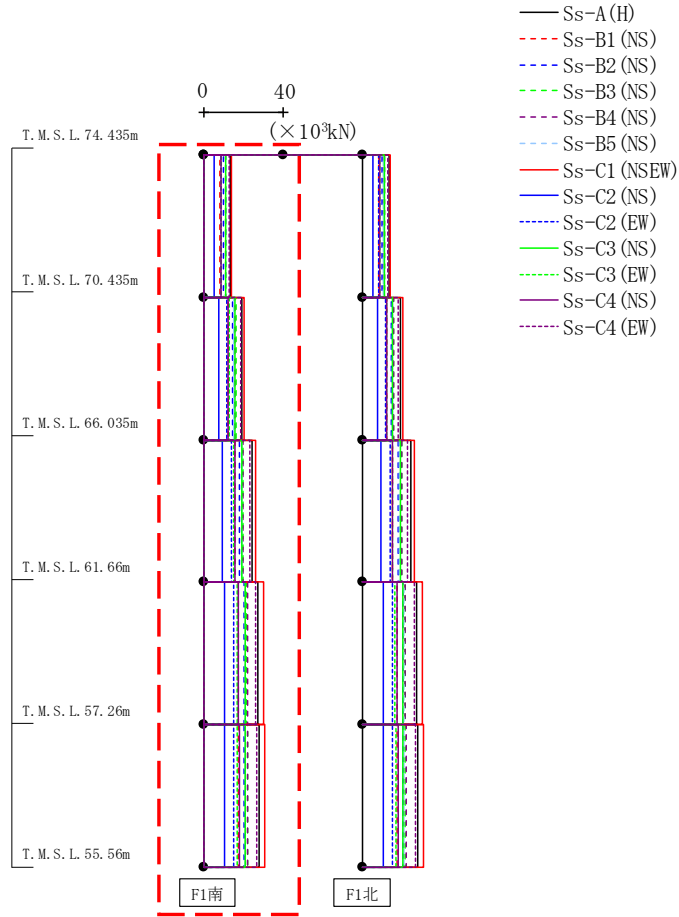 Ss-A(H)
Ss-B1(NS)
Ss-B2(NS)
Ss-B3(NS)
Ss-B4(NS)
Ss-B5(NS)
Ss-C1(NSEW)
Ss-C2(NS)
Ss-C2(EW)
Ss-C3(NS)
Ss-C3(EW)
Ss-C4(NS)
Ss-C4(EW)
0 40
(×10³kN)
T.M.S.L.74.435m
T.M.S.L.70.435m
T.M.S.L.66.035m
T.M.S.L.61.66m
T.M.S.L.57.26m
T.M.S.L.55.56m
F1南 F1北